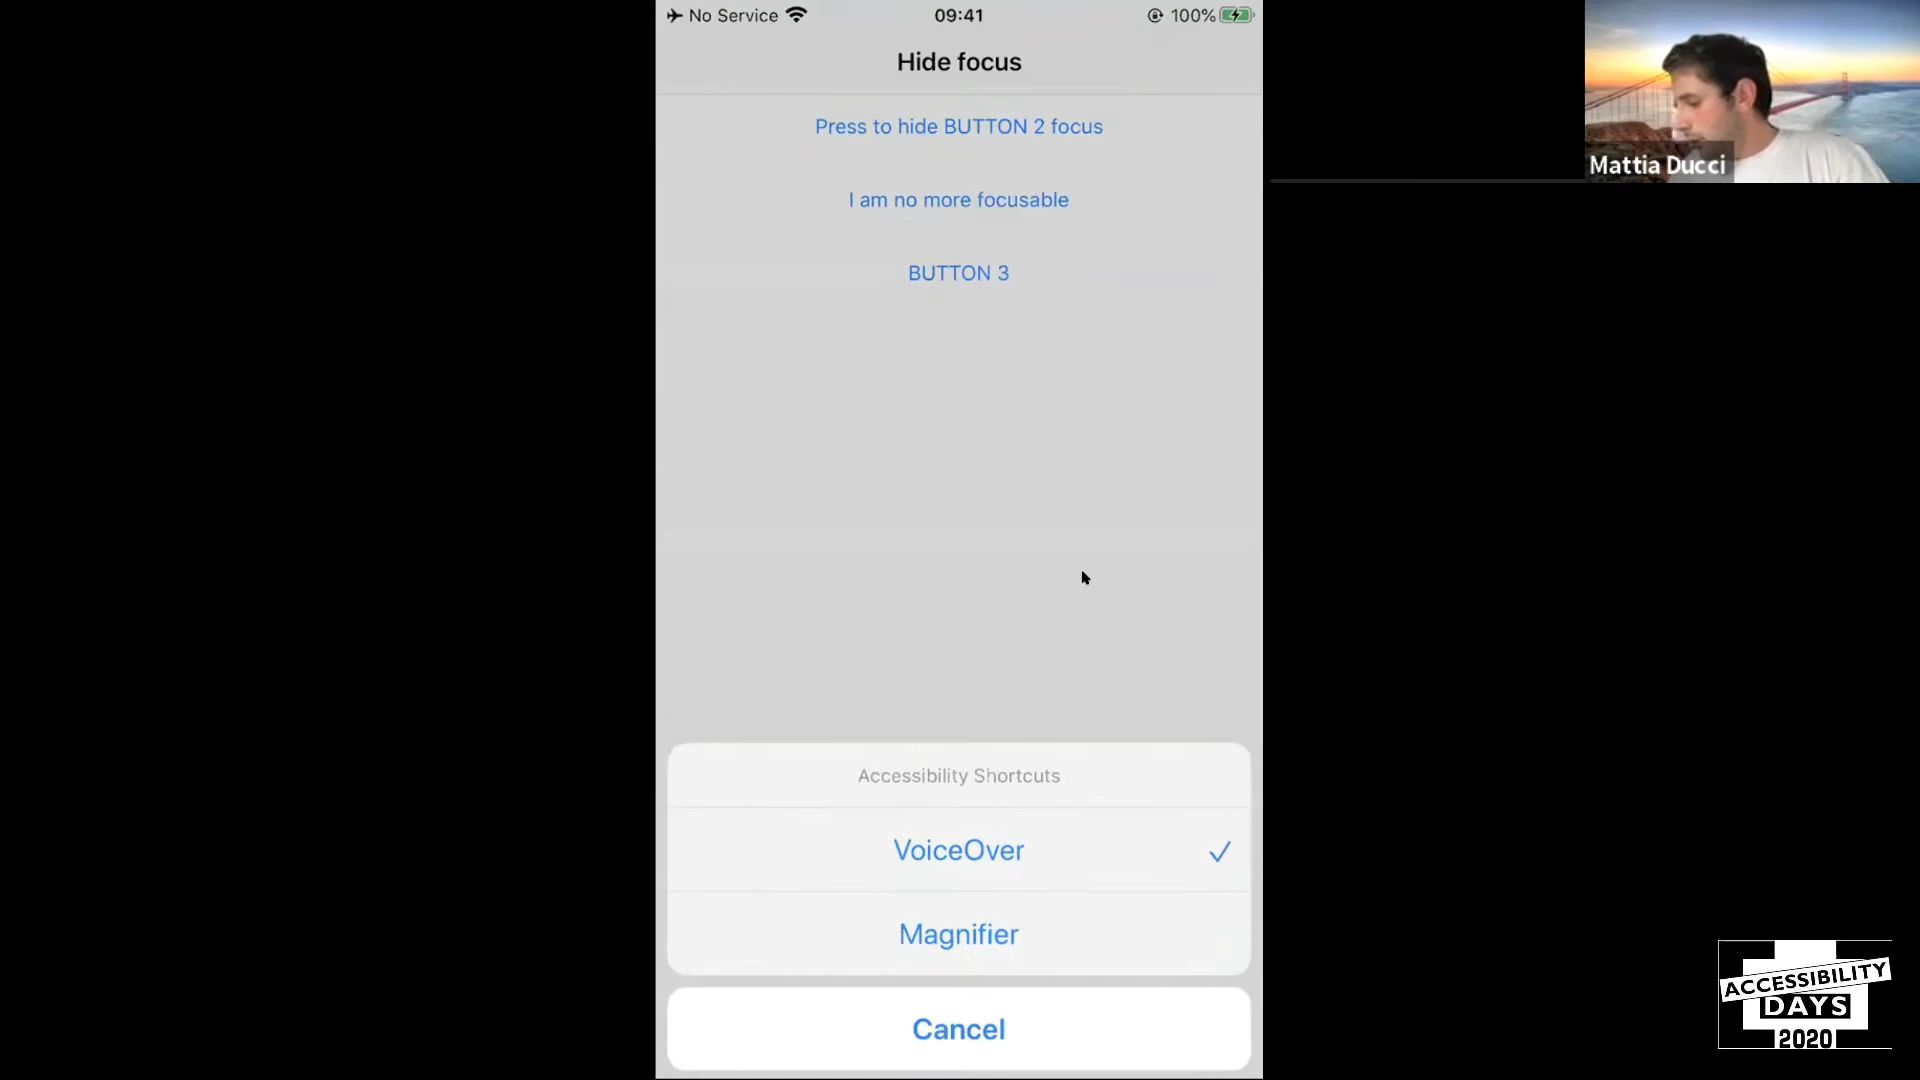 No Service
09:41
100%
Hide focus
Press to hide BUTTON 2 focus
I am no more focusable
BUTTON 3
Accessibility Shortcuts
VoiceOver
Magnifier
Cancel
Mattia Ducci
ACCESSIBILITY
DAYS
2020